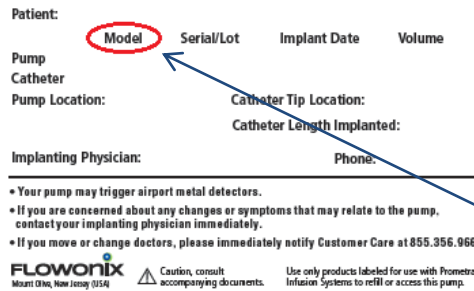 Patient:
Model Serial/Lot Implant Date Volume
Pump
Catheter
Pump Location: Catheter Tip Location:
Catheter Length Implanted:
Implanting Physician: Phone:
• Your pump may trigger airport metal detectors.
• If you are concerned about any changes or symptoms that may relate to the pump,
contact your implanting physician immediately.
• If you move or change doctors, please immediately notify Customer Care at 855.356.966
FLOWONIX Caution, consult Use only products labeled for use with Prometra
Mount Olive, New Jersey (USA) accompanying documents. Infusion Systems to refill or access this pump.